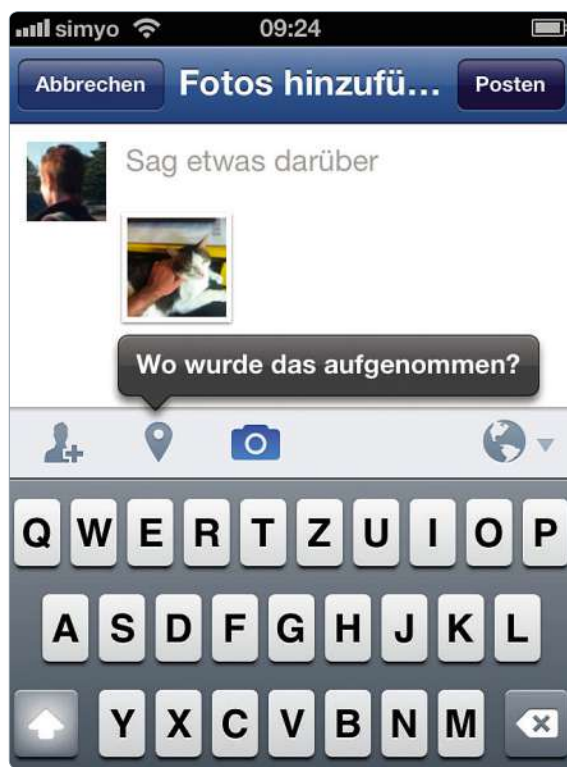 simyo 09:24
Abbrechen Fotos hinzufü... Posten
Sag etwas darüber
Wo wurde das aufgenommen?
Q W E R T Z U I O P
A S D F G H J K L
Y X C V B N M